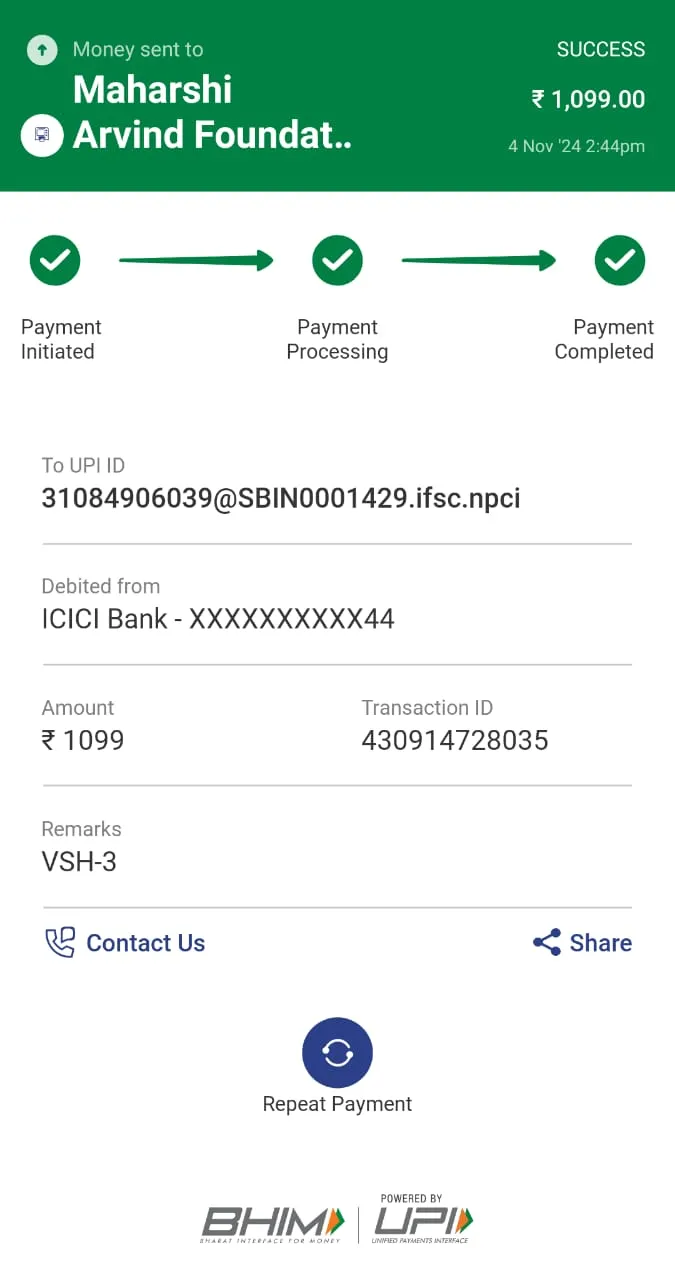 Money sent to
Maharshi
Arvind Foundat..
SUCCESS
₹ 1,099.00
4 Nov '24 2:44pm
Payment
Initiated
Payment
Processing
Payment
Completed
To UPI ID
31084906039@SBIN0001429.ifsc.npci
Debited from
ICICI Bank - XXXXXXXXXX44
Amount
₹ 1099
Transaction ID
430914728035
Remarks
VSH-3
Contact Us
Share
Repeat Payment
BHIM
BHARAT INTERFACE FOR MONEY
POWERED BY
UPI
UNIFIED PAYMENTS INTERFACE